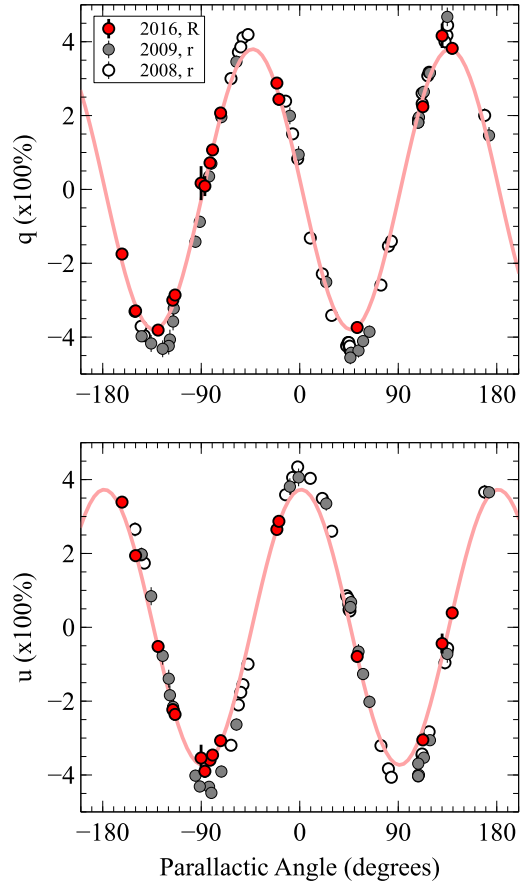 2016, R
2009, r
2008, r
4
2
0
−2
−4
q (x100%)
−180 −90 0 90 180
4
2
0
−2
−4
u (x100%)
−180 −90 0 90 180
Parallactic Angle (degrees)